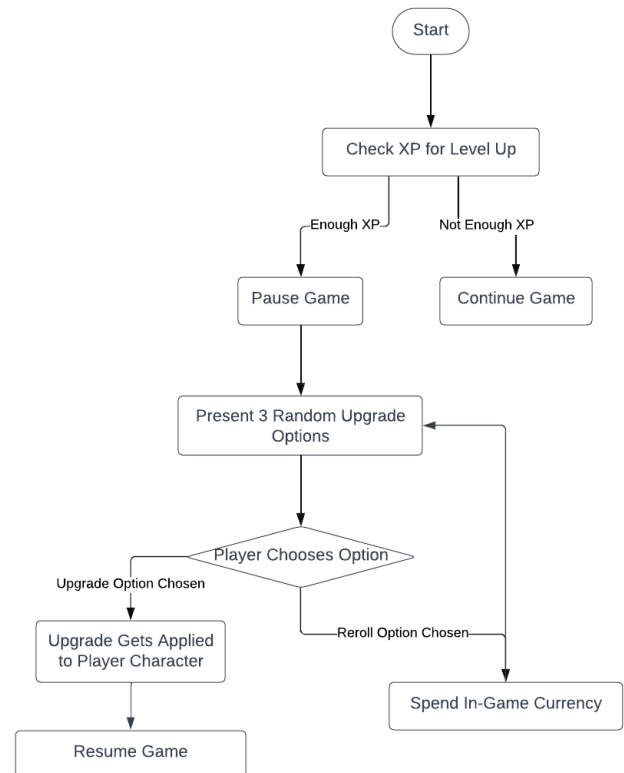 Start
Check XP for Level Up
Enough XP
Not Enough XP
Pause Game
Continue Game
Present 3 Random Upgrade
Options
Player Chooses Option
Upgrade Option Chosen
Reroll Option Chosen
Upgrade Gets Applied
to Player Character
Spend In-Game Currency
Resume Game